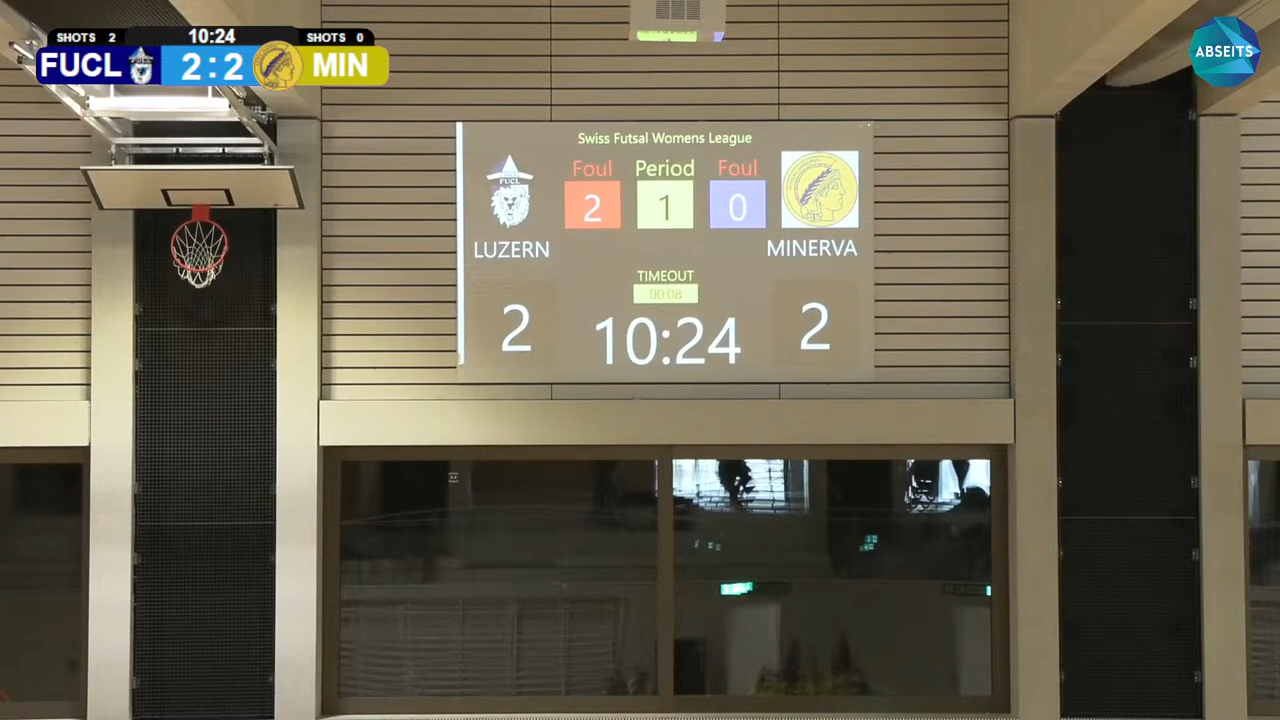 SHOTS 2
10:24
SHOTS 0
FUCL
2:2
MIN
ABSEITS
Swiss Futsal Womens League
Foul
Period
Foul
FUCL
2
1
0
LUZERN
MINERVA
TIMEOUT
00:08
2
10:24
2